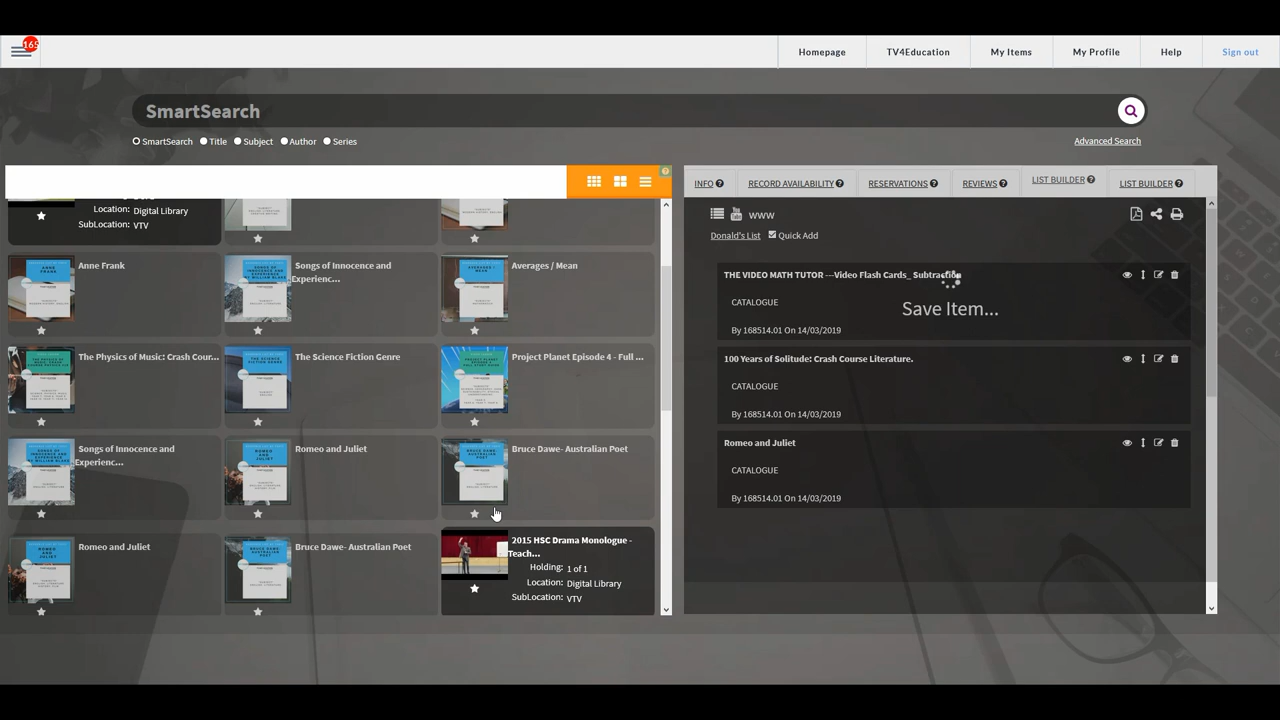 165
Homepage
TV4Education
My Items
My Profile
Help
Sign out
SmartSearch
SmartSearch Title Subject Author Series
Advanced Search
Location: Digital Library
SubLocation: VTV
Anne Frank
Songs of Innocence and
Experienc...
Averages / Mean
The Physics of Music: Crash Cour...
The Science Fiction Genre
Project Planet Episode 4 - Full ...
Songs of Innocence and
Experienc...
Romeo and Juliet
Bruce Dawe- Australian Poet
Romeo and Juliet
Bruce Dawe- Australian Poet
2015 HSC Drama Monologue -
Teach...
Holding: 1 of 1
Location: Digital Library
SubLocation: VTV
INFO
RECORD AVAILABILITY
RESERVATIONS
REVIEWS
LIST BUILDER
LIST BUILDER
www
Donald's List
Quick Add
THE VIDEO MATH TUTOR ---Video Flash Cards_ Subtraction
CATALOGUE
Save Item...
By 168514.01 On 14/03/2019
100 Years of Solitude: Crash Course Literature.
CATALOGUE
By 168514.01 On 14/03/2019
Romeo and Juliet
CATALOGUE
By 168514.01 On 14/03/2019